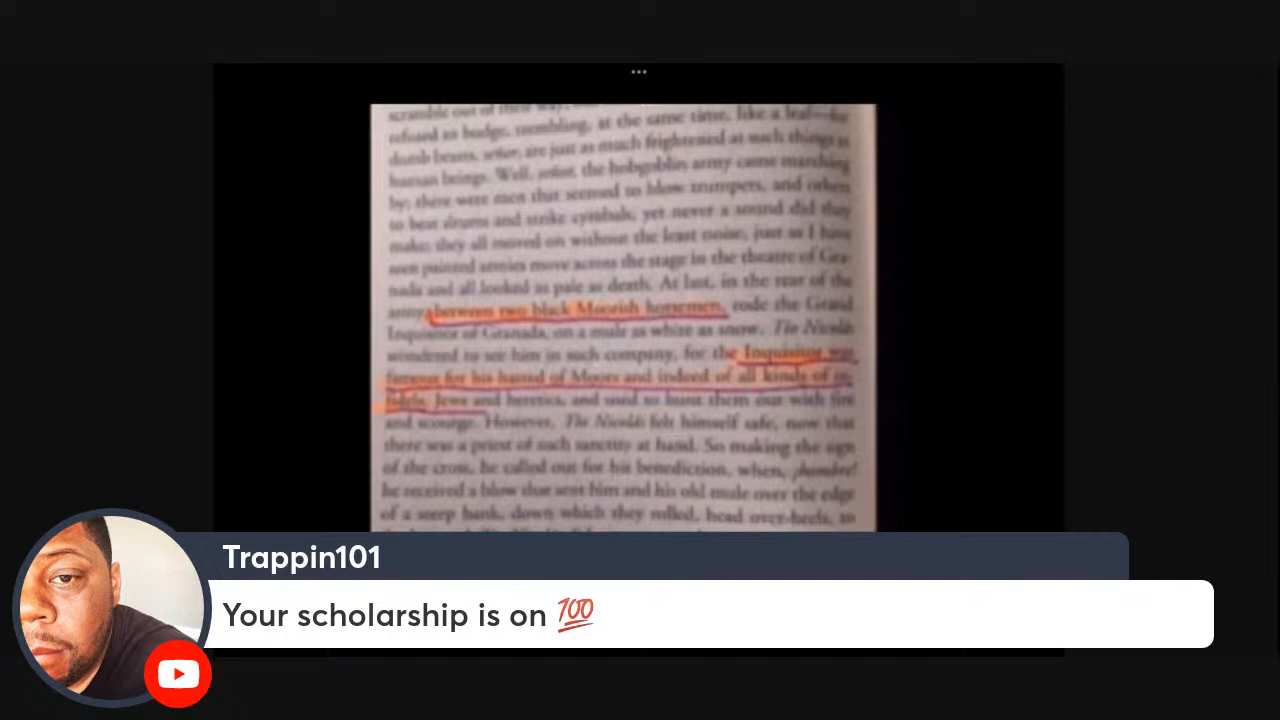 refused to budge, trembling, at the same time, like a leaf—for
dumb beasts, señor, are just as much frightened at such things as
human beings. Well, señor, the hobgoblin army came marching
by; there were men that seemed to blow trumpets, and others
to beat drums and strike cymbals, yet never a sound did they
make; they all moved on without the least noise, just as I have
seen painted armies move across the stage in the theatre of Gra-
nada and all looked as pale as death. At last, in the rear of the
army, between two black Moorish horsemen, rode the Grand
Inquisitor of Granada, on a mule as white as snow. Tio Nicolás
wondered to see him in such company, for the Inquisitor was
famous for his hatred of Moors and indeed of all kinds of in-
fidels, Jews and heretics, and used to hunt them out with fire
and scourge. However, Tio Nicolás felt himself safe, now that
there was a priest of such sanctity at hand. So making the sign
of the cross, he called out for his benediction, when, ¡hombre!
he received a blow that sent him and his old mule over the edge
of a steep bank, down which they rolled, head over heels, to
Trappin101
Your scholarship is on 💯